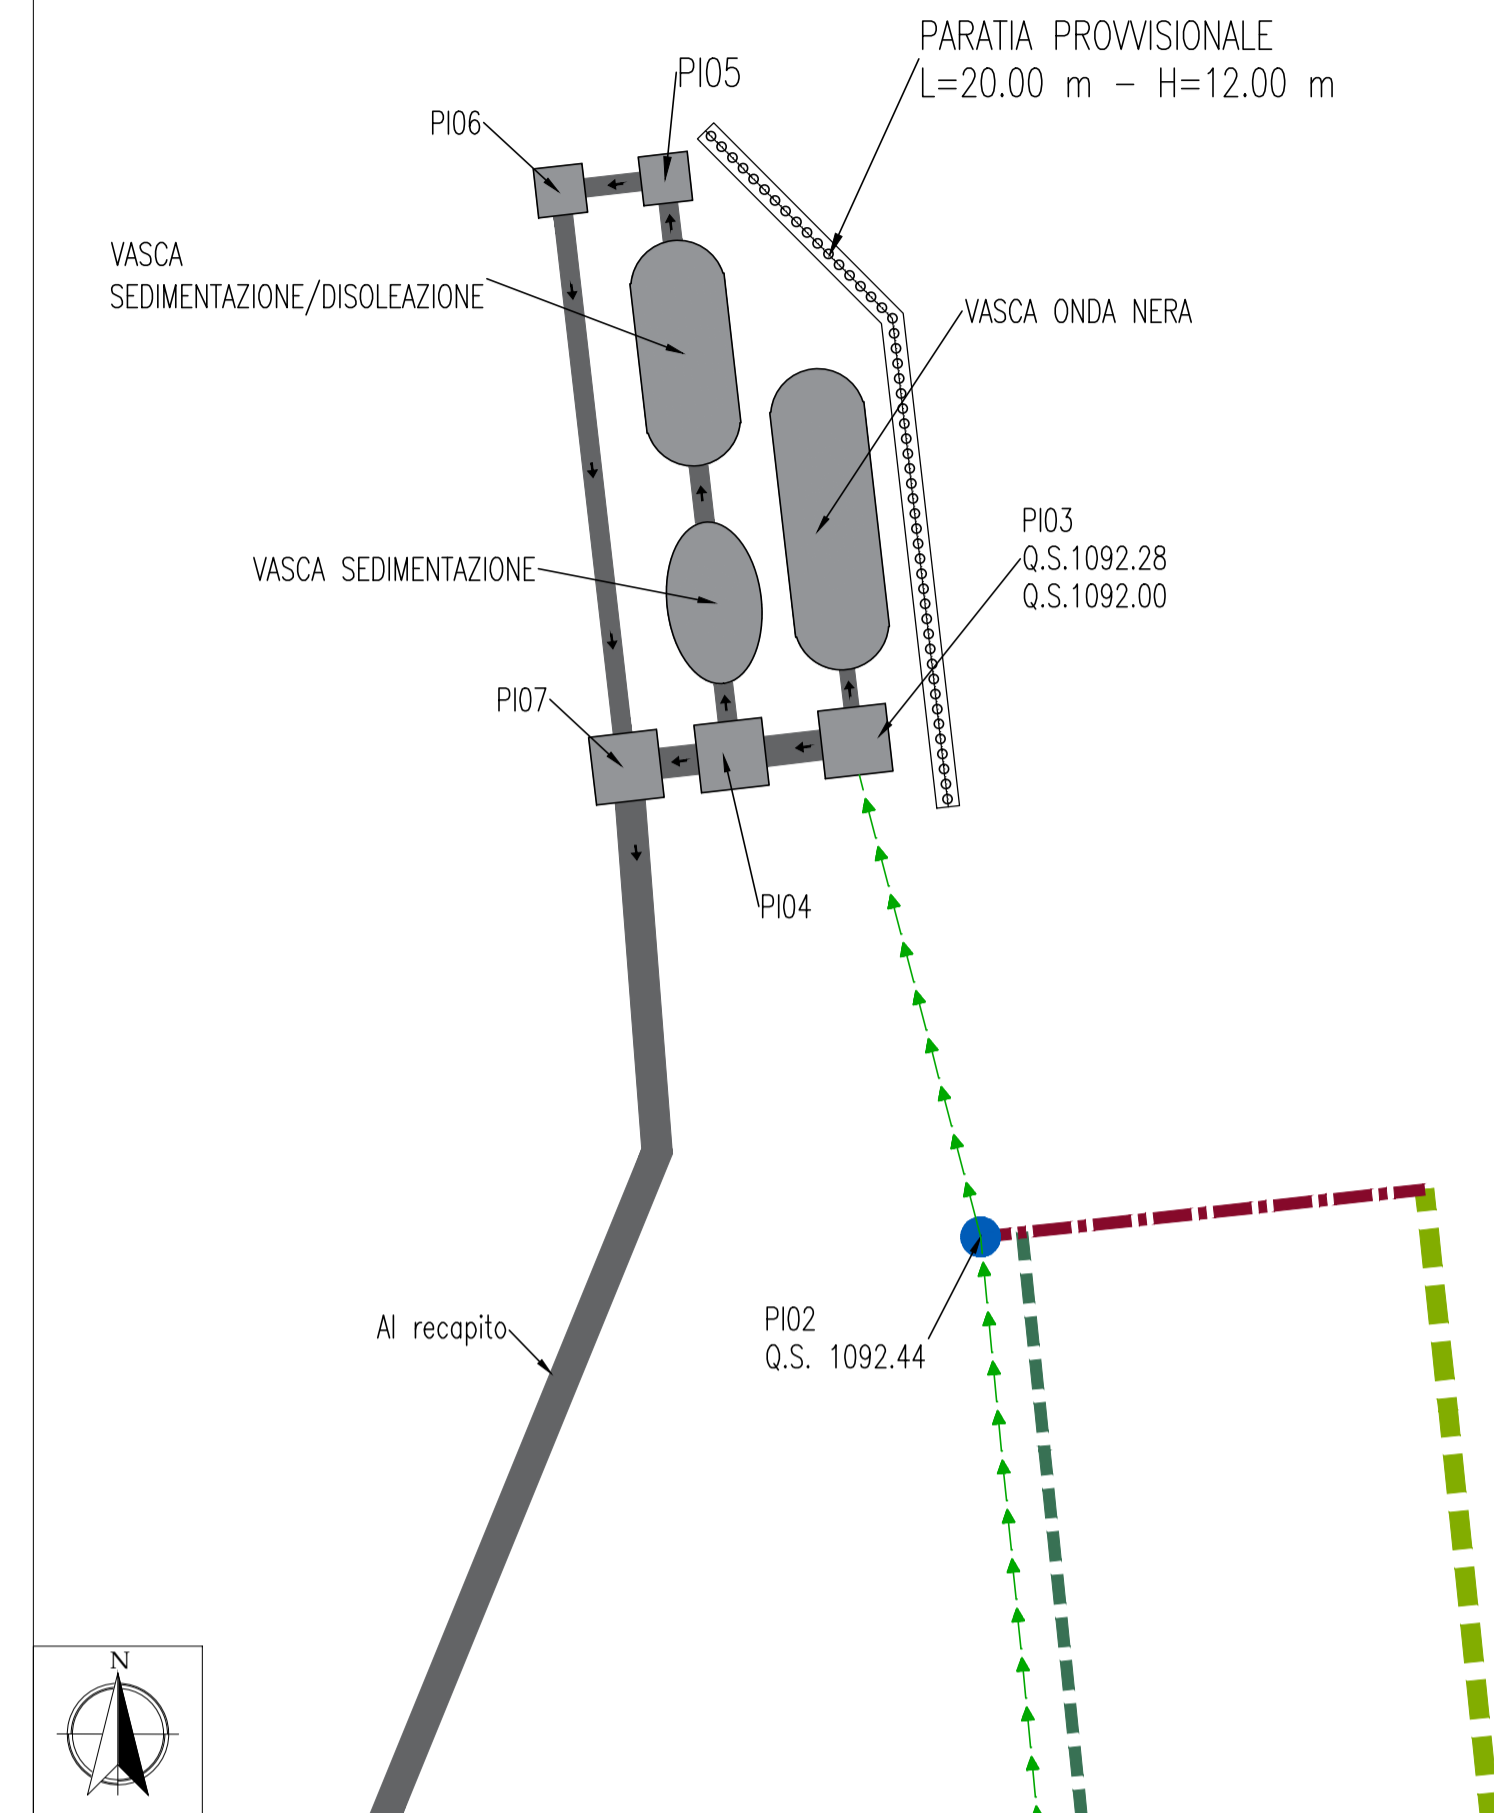 PARATIA PROVVISIONALE
L=20.00 m - H=12.00 m
PI05
PI06
VASCA
SEDIMENTAZIONE/DISOLEAZIONE
VASCA ONDA NERA
PI03
Q.S.1092.28
Q.S.1092.00
VASCA SEDIMENTAZIONE
PI07
PI04
PI02
Q.S. 1092.44
Al recapito
N